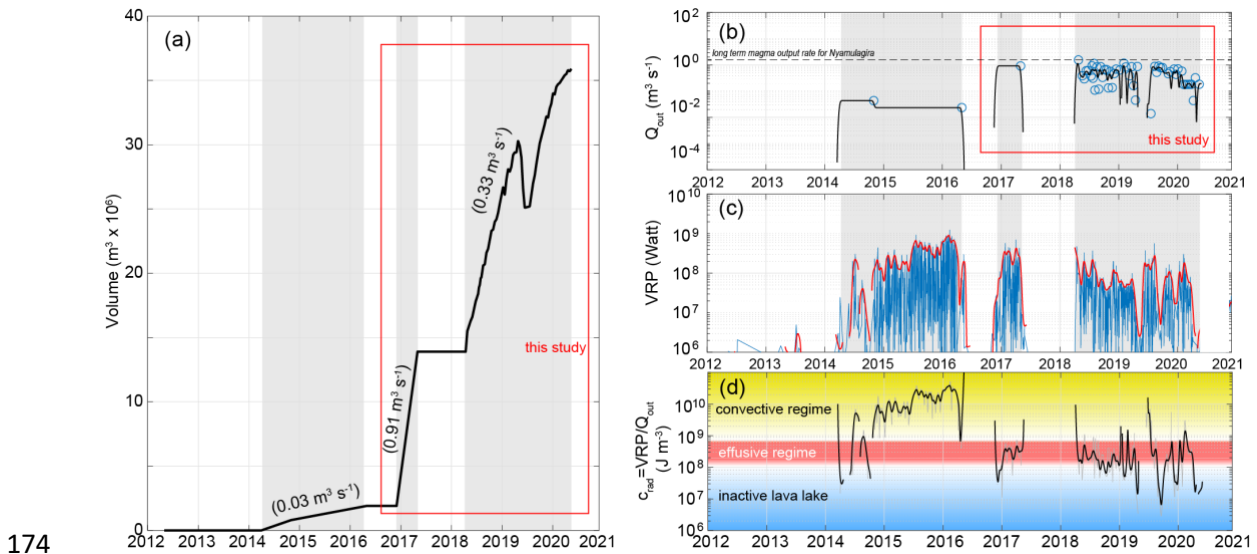 (a)
Volume (m³ x 10⁶)
40
30
20
10
0
(0.03 m³ s⁻¹)
(0.91 m³ s⁻¹)
(0.33 m³ s⁻¹)
this study
2012 2013 2014 2015 2016 2017 2018 2019 2020 2021
(b)
long term magma output rate for Nyamulagira
Q_out (m³ s⁻¹)
10²
10⁰
10⁻²
10⁻⁴
this study
2012 2013 2014 2015 2016 2017 2018 2019 2020 2021
(c)
VRP (Watt)
10¹⁰
10⁹
10⁸
10⁷
10⁶
2012 2013 2014 2015 2016 2017 2018 2019 2020 2021
(d)
c_rad =VRP/Q_out
(J m⁻³)
10¹⁰
10⁹
10⁸
10⁷
10⁶
convective regime
effusive regime
inactive lava lake
2012 2013 2014 2015 2016 2017 2018 2019 2020 2021
174